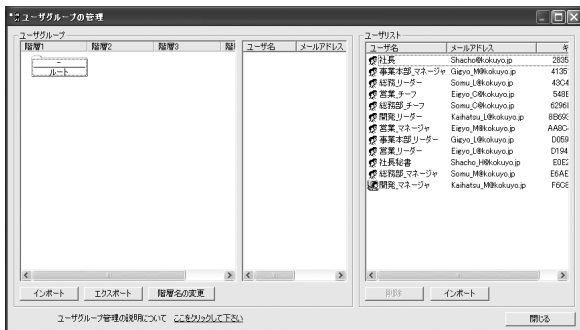 ユーザグループの管理
ユーザグループ
階層1 階層2 階層3 階
ユーザ名 メールアドレス
－
ルート
インポート エクスポート 階層名の変更
ユーザグループ管理の説明について ここをクリックして下さい
ユーザリスト
ユーザ名 メールアドレス キ
社長 Shacho@kokuyo.jp 2835
事業本部_マネージャ Gigyo_M@kokuyo.jp 4135
総務_リーダー Somu_L@kokuyo.jp 43C4
営業_チーフ Eigyo_C@kokuyo.jp 548E
総務部_チーフ Somu_C@kokuyo.jp 6296
開発_リーダー Kaihatsu_L@kokuyo.jp 8B69
営業_マネージャ Eigyo_M@kokuyo.jp AA8C
事業本部_リーダー Gigyo_L@kokuyo.jp D059
営業_リーダー Eigyo_L@kokuyo.jp D194
社長秘書 Shacho_H@kokuyo.jp E0E2
総務部_マネージャ Somu_M@kokuyo.jp E6AE
開発_マネージャ Kaihatsu_M@kokuyo.jp F6C8
削除 インポート
閉じる